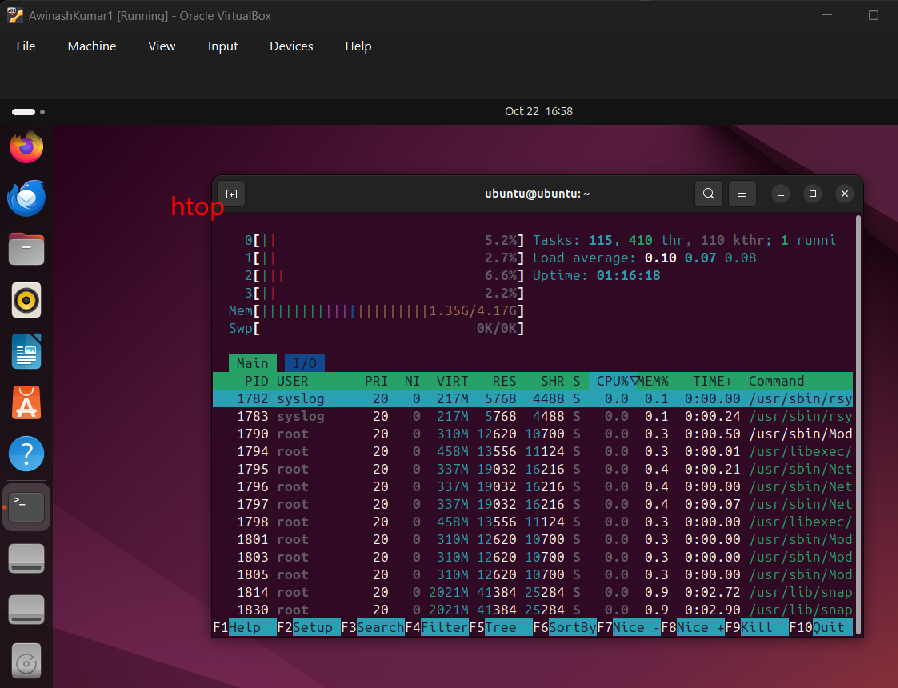 AwinashKumar1 [Running] - Oracle VirtualBox
File Machine View Input Devices Help
Oct 22 16:58
ubuntu@ubuntu: ~
htop
0[|| 5.2%] Tasks: 115, 410 thr, 110 kthr; 1 runni
1[|| 2.7%] Load average: 0.10 0.07 0.08
2[||| 6.6%] Uptime: 01:16:18
3[|| 2.2%]
Mem[|||||||||||||||||||||1.35G/4.17G]
Swp[ 0K/0K]
Main I/O
PID USER PRI NI VIRT RES SHR S CPU%▽MEM% TIME+ Command
1782 syslog 20 0 217M 5768 4488 S 0.0 0.1 0:00.00 /usr/sbin/rsy
1783 syslog 20 0 217M 5768 4488 S 0.0 0.1 0:00.24 /usr/sbin/rsy
1790 root 20 0 310M 12620 10700 S 0.0 0.3 0:00.50 /usr/sbin/Mod
1794 root 20 0 458M 13556 11124 S 0.0 0.3 0:00.01 /usr/libexec/
1795 root 20 0 337M 19032 16216 S 0.0 0.4 0:00.21 /usr/sbin/Net
1796 root 20 0 337M 19032 16216 S 0.0 0.4 0:00.00 /usr/sbin/Net
1797 root 20 0 337M 19032 16216 S 0.0 0.4 0:00.07 /usr/sbin/Net
1798 root 20 0 458M 13556 11124 S 0.0 0.3 0:00.00 /usr/libexec/
1801 root 20 0 310M 12620 10700 S 0.0 0.3 0:00.00 /usr/sbin/Mod
1803 root 20 0 310M 12620 10700 S 0.0 0.3 0:00.00 /usr/sbin/Mod
1805 root 20 0 310M 12620 10700 S 0.0 0.3 0:00.00 /usr/sbin/Mod
1814 root 20 0 2021M 41384 25284 S 0.0 0.9 0:02.72 /usr/lib/snap
1830 root 20 0 2021M 41384 25284 S 0.0 0.9 0:02.90 /usr/lib/snap
F1Help F2Setup F3SearchF4FilterF5Tree F6SortByF7Nice -F8Nice +F9Kill F10Quit